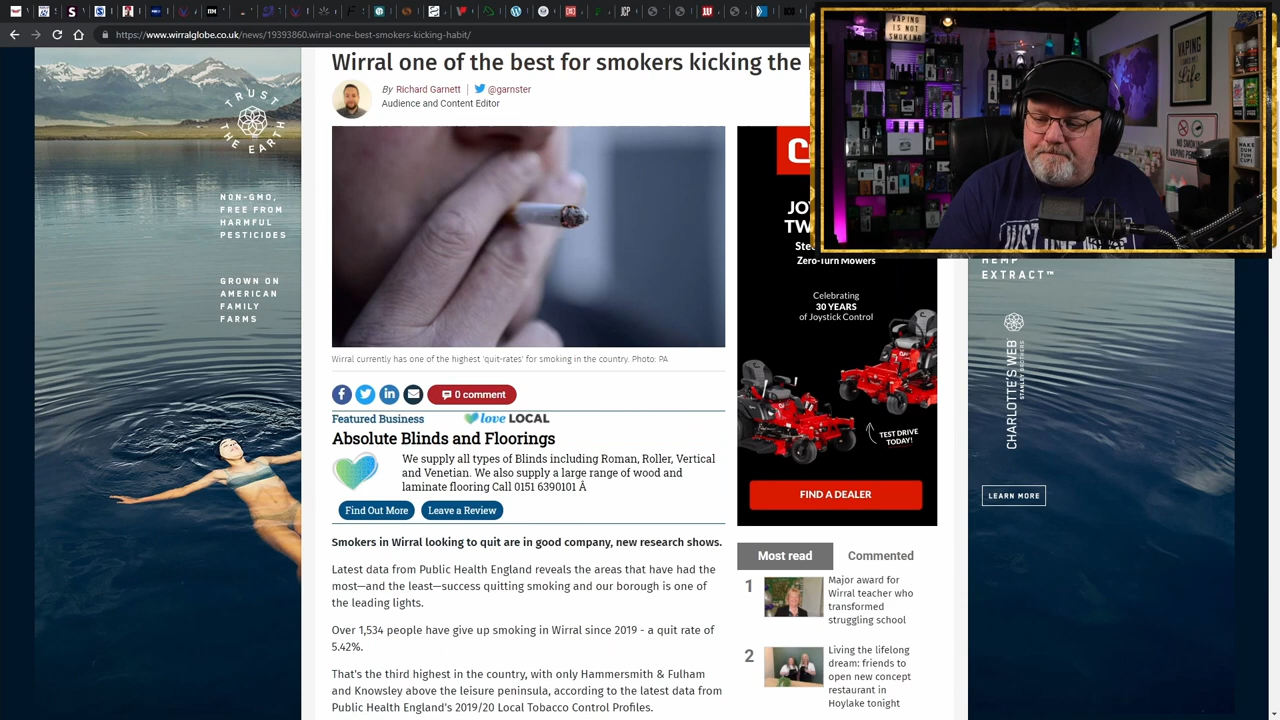 https://www.wirralglobe.co.uk/news/19393860.wirral-one-best-smokers-kicking-habit/
Wirral one of the best for smokers kicking the
By Richard Garnett | @garnster
Audience and Content Editor
Wirral currently has one of the highest 'quit-rates' for smoking in the country. Photo: PA
0 comment
Featured Business love LOCAL
Absolute Blinds and Floorings
We supply all types of Blinds including Roman, Roller, Vertical
and Venetian. We also supply a large range of wood and
laminate flooring Call 0151 6390101 Â
Find Out More Leave a Review
Smokers in Wirral looking to quit are in good company, new research shows.
Latest data from Public Health England reveals the areas that have had the
most—and the least—success quitting smoking and our borough is one of
the leading lights.
Over 1,534 people have give up smoking in Wirral since 2019 - a quit rate of
5.42%.
That's the third highest in the country, with only Hammersmith & Fulham
and Knowsley above the leisure peninsula, according to the latest data from
Public Health England's 2019/20 Local Tobacco Control Profiles.
TRUST
THE EARTH
NON-GMO,
FREE FROM
HARMFUL
PESTICIDES
GROWN ON
AMERICAN
FAMILY
FARMS
Zero-Turn Mowers
Celebrating
30 YEARS
of Joystick Control
TEST DRIVE
TODAY!
FIND A DEALER
Most read Commented
1
Major award for
Wirral teacher who
transformed
struggling school
2
Living the lifelong
dream: friends to
open new concept
restaurant in
Hoylake tonight
VAPING
IS NOT
SMOKING
VAPING
Life
NO SMOKING
MAKE
DUH
FUH
CUP!
HEMP
EXTRACT™
CHARLOTTE'S WEB™
STANLEY BROTHERS
LEARN MORE